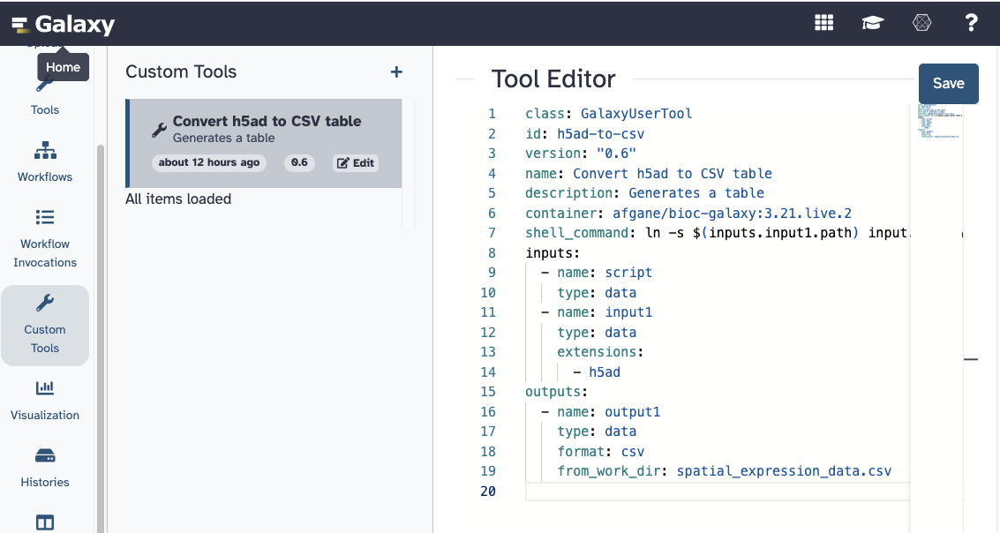 Galaxy
?
Home
Tools
Workflows
Workflow
Invocations
Custom
Tools
Visualization
Histories
Custom Tools
+
Convert h5ad to CSV table
Generates a table
about 12 hours ago
0.6
Edit
All items loaded
Tool Editor
Save
1 class: GalaxyUserTool
2 id: h5ad-to-csv
3 version: "0.6"
4 name: Convert h5ad to CSV table
5 description: Generates a table
6 container: afgane/bioc-galaxy:3.21.live.2
7 shell_command: ln -s $(inputs.input1.path) input.
8 inputs:
9 - name: script
10 type: data
11 - name: input1
12 type: data
13 extensions:
14 - h5ad
15 outputs:
16 - name: output1
17 type: data
18 format: csv
19 from_work_dir: spatial_expression_data.csv
20